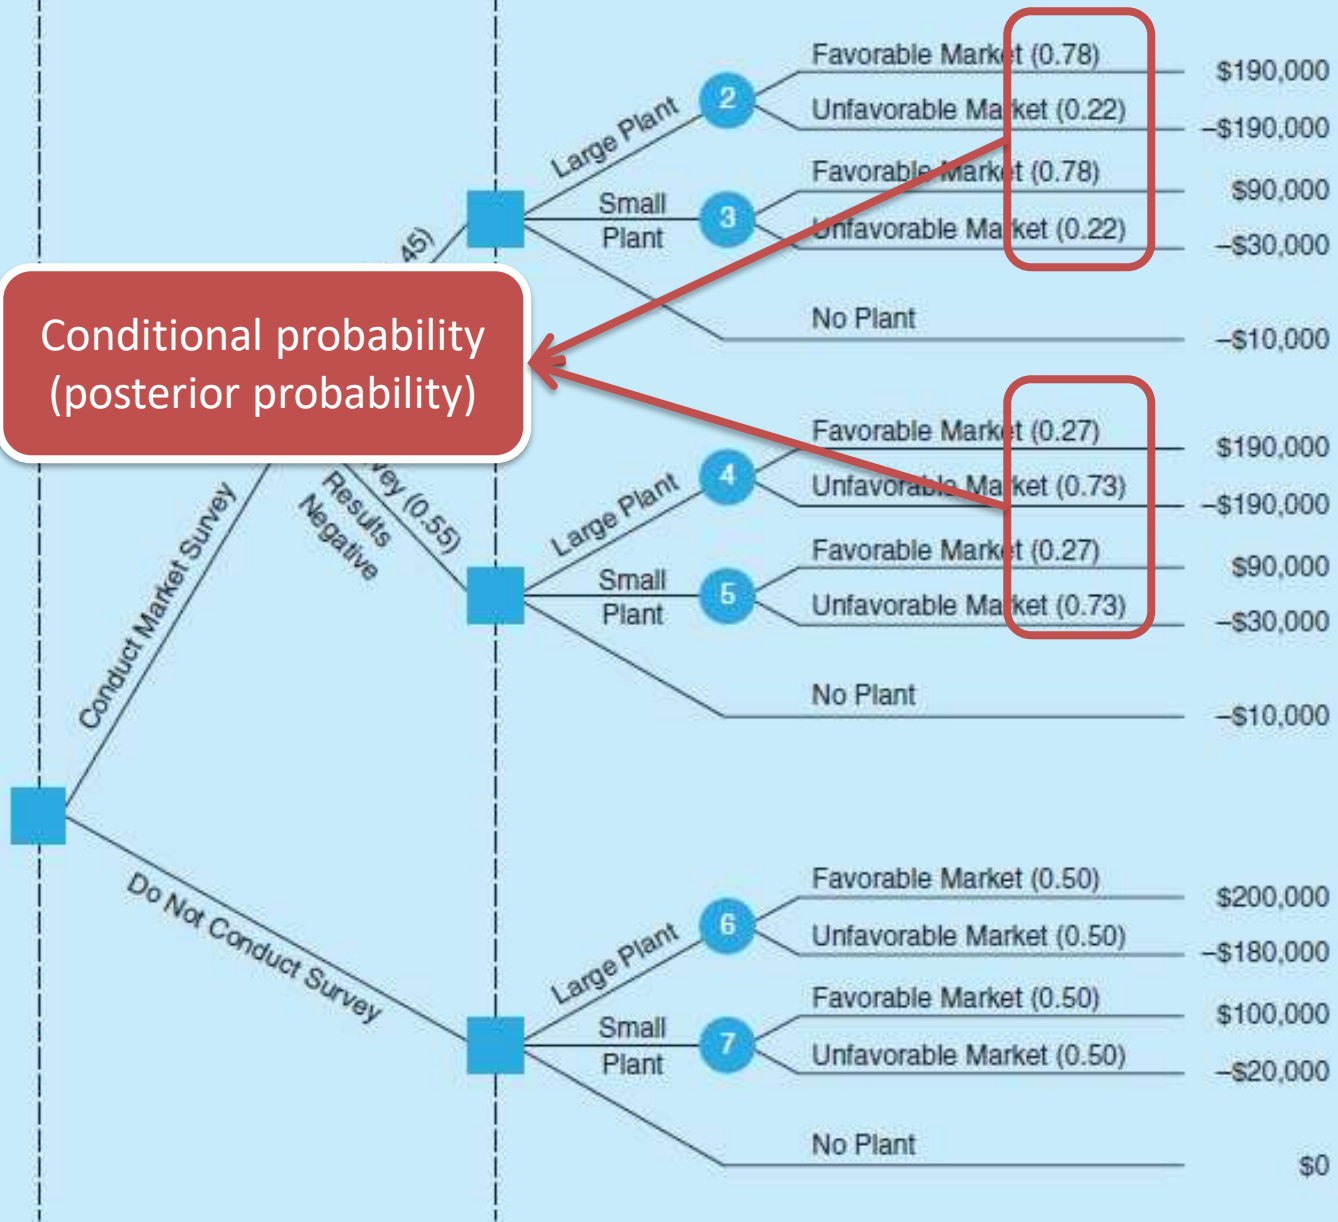 Favorable Market (0.78)
$190,000
2
Large Plant
Unfavorable Market (0.22)
–$190,000
Favorable Market (0.78)
$90,000
Small
Plant
3
Unfavorable Market (0.22)
–$30,000
45)
No Plant
–$10,000
Conditional probability
(posterior probability)
Favorable Market (0.27)
$190,000
4
Large Plant
Unfavorable Market (0.73)
–$190,000
Favorable Market (0.27)
$90,000
Small
Plant
5
Unfavorable Market (0.73)
–$30,000
vey (0.55)
Results
Negative
Conduct Market Survey
No Plant
–$10,000
Do Not Conduct Survey
Favorable Market (0.50)
$200,000
6
Large Plant
Unfavorable Market (0.50)
–$180,000
Favorable Market (0.50)
$100,000
Small
Plant
7
Unfavorable Market (0.50)
–$20,000
No Plant
$0